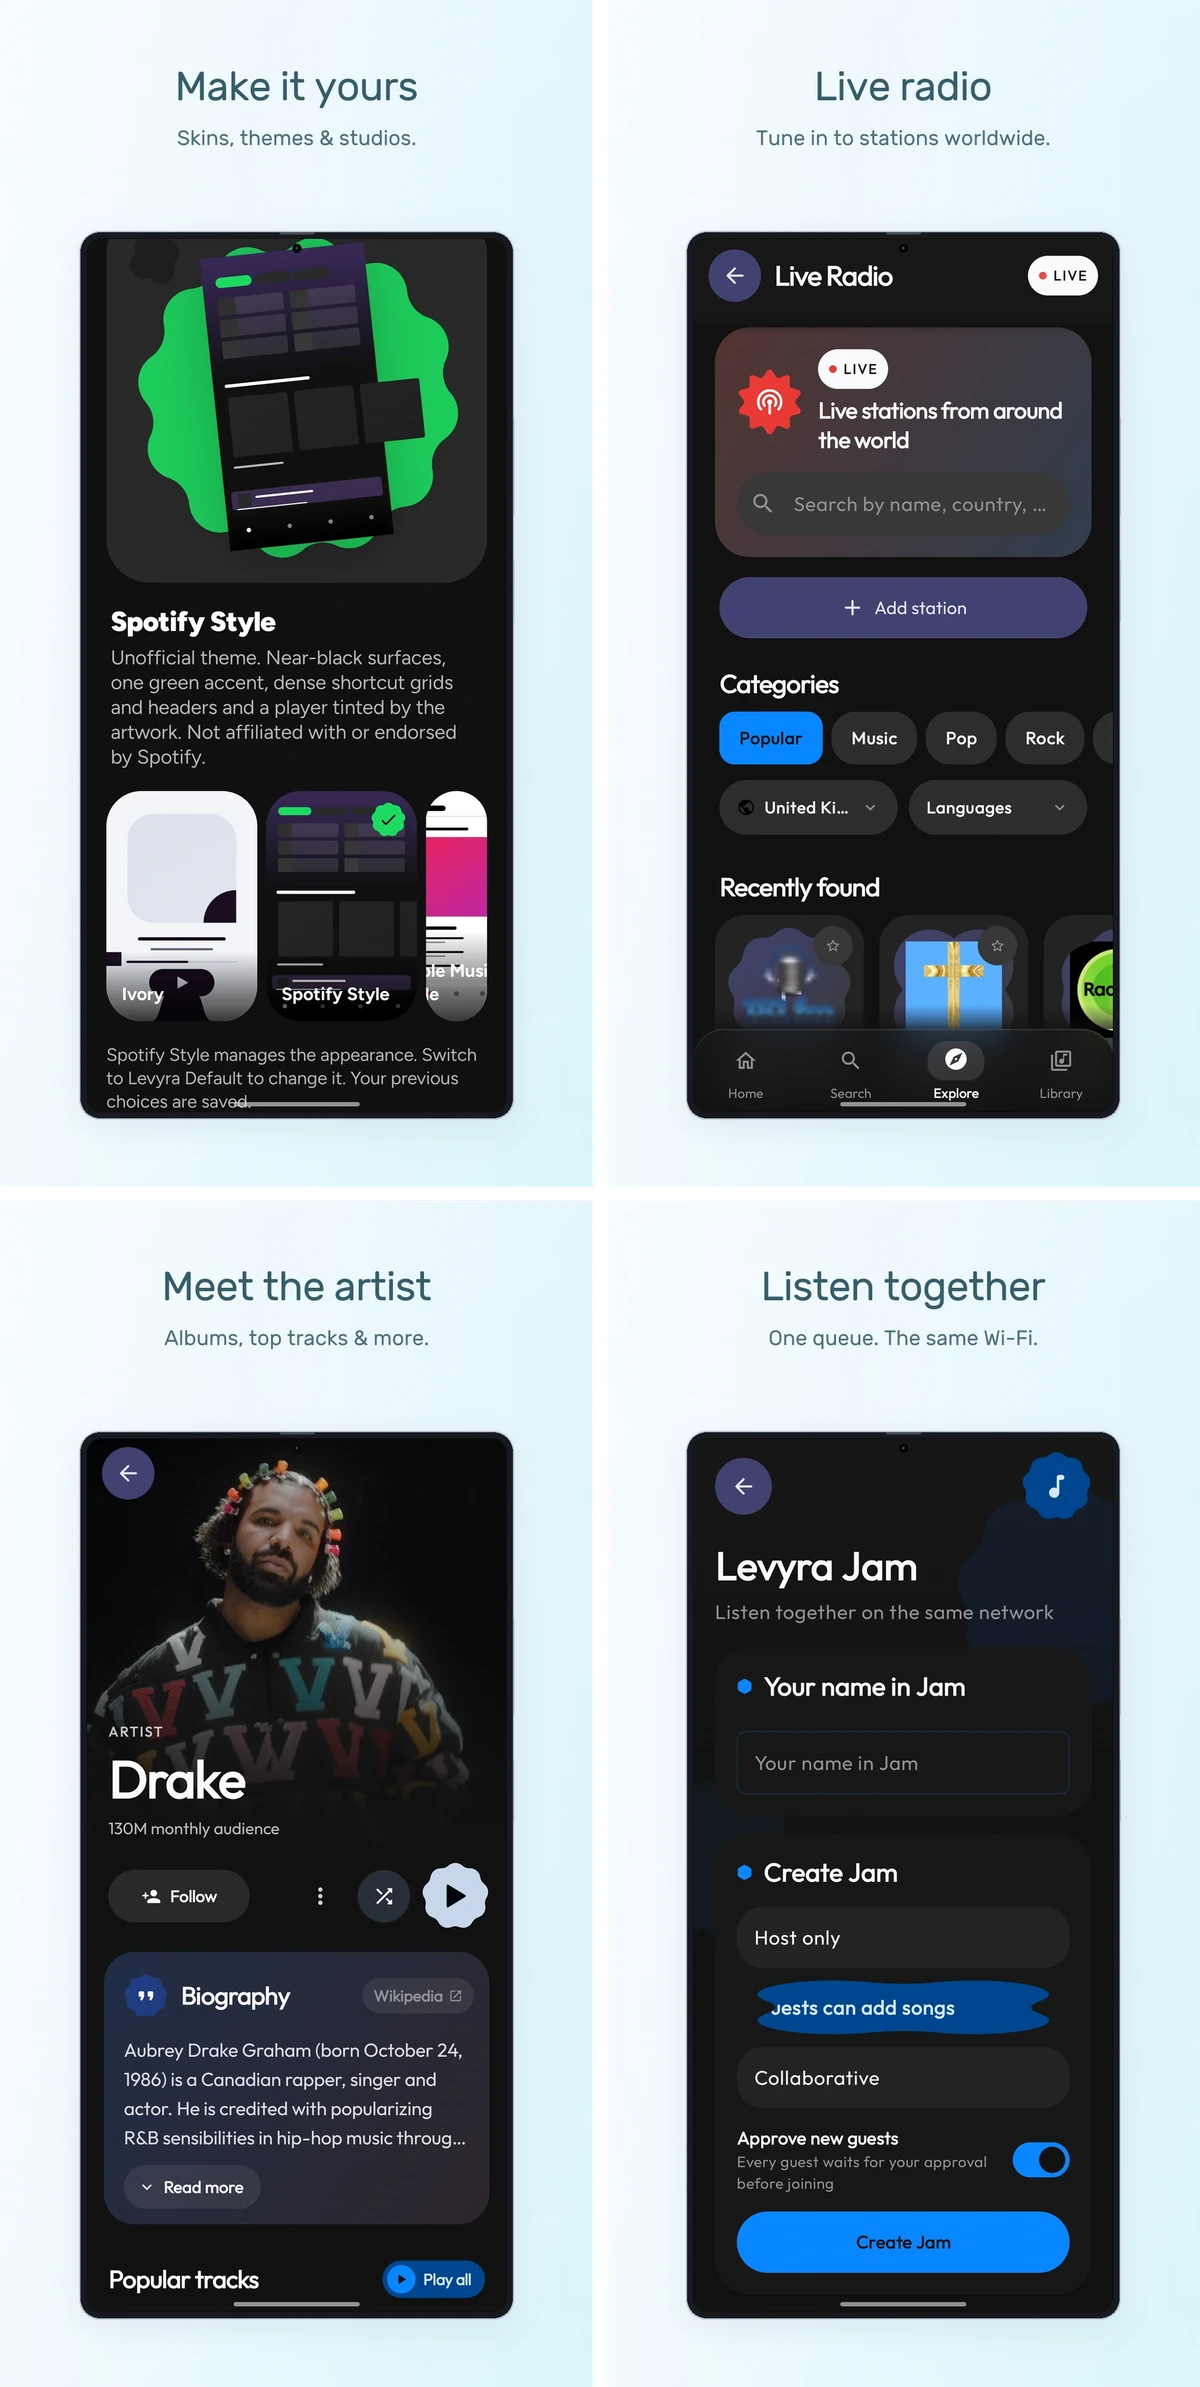 Make it yours
Skins, themes & studios.
Spotify Style
Unofficial theme. Near-black surfaces,
one green accent, dense shortcut grids
and headers and a player tinted by the
artwork. Not affiliated with or endorsed
by Spotify.
Ivory
Spotify Style
ple Musi
le
Spotify Style manages the appearance. Switch
to Levyra Default to change it. Your previous
choices are saved.
Live radio
Tune in to stations worldwide.
Live Radio
LIVE
LIVE
Live stations from around
the world
Search by name, country, ...
+ Add station
Categories
Popular
Music
Pop
Rock
United Ki...
Languages
Recently found
Rad
Home
Search
Explore
Library
Meet the artist
Albums, top tracks & more.
ARTIST
Drake
130M monthly audience
Follow
Biography
Wikipedia
Aubrey Drake Graham (born October 24,
1986) is a Canadian rapper, singer and
actor. He is credited with popularizing
R&B sensibilities in hip-hop music throug...
Read more
Popular tracks
Play all
Listen together
One queue. The same Wi-Fi.
Levyra Jam
Listen together on the same network
Your name in Jam
Your name in Jam
Create Jam
Host only
uests can add songs
Collaborative
Approve new guests
Every guest waits for your approval
before joining
Create Jam